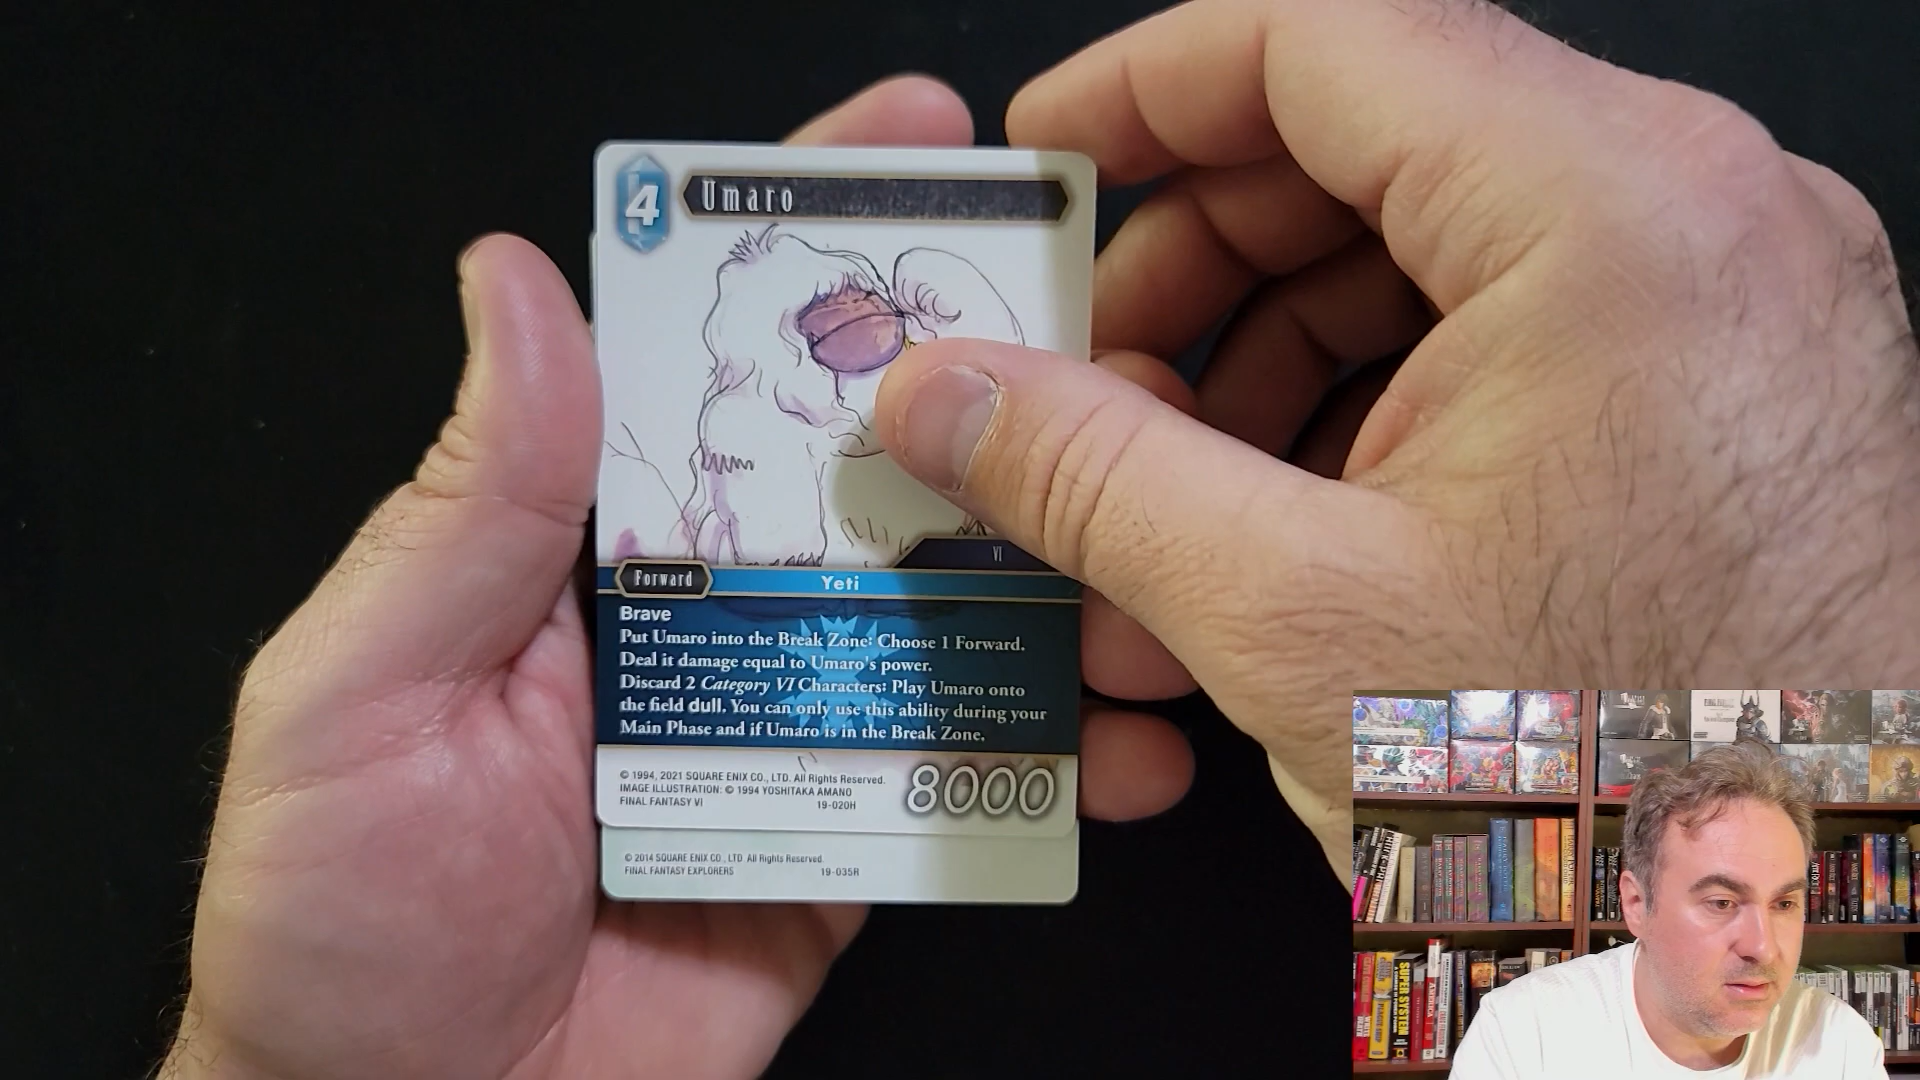 4
Umaro
VI
Forward
Yeti
Brave
Put Umaro into the Break Zone: Choose 1 Forward.
Deal it damage equal to Umaro's power.
Discard 2 Category VI Characters: Play Umaro onto
the field dull. You can only use this ability during your
Main Phase and if Umaro is in the Break Zone.
© 1994, 2021 SQUARE ENIX CO., LTD. All Rights Reserved.
IMAGE ILLUSTRATION: © 1994 YOSHITAKA AMANO
FINAL FANTASY VI
19-020H
8000
© 2014 SQUARE ENIX CO., LTD. All Rights Reserved.
FINAL FANTASY EXPLORERS
19-035R
SUPER SYSTEM
AMERICA